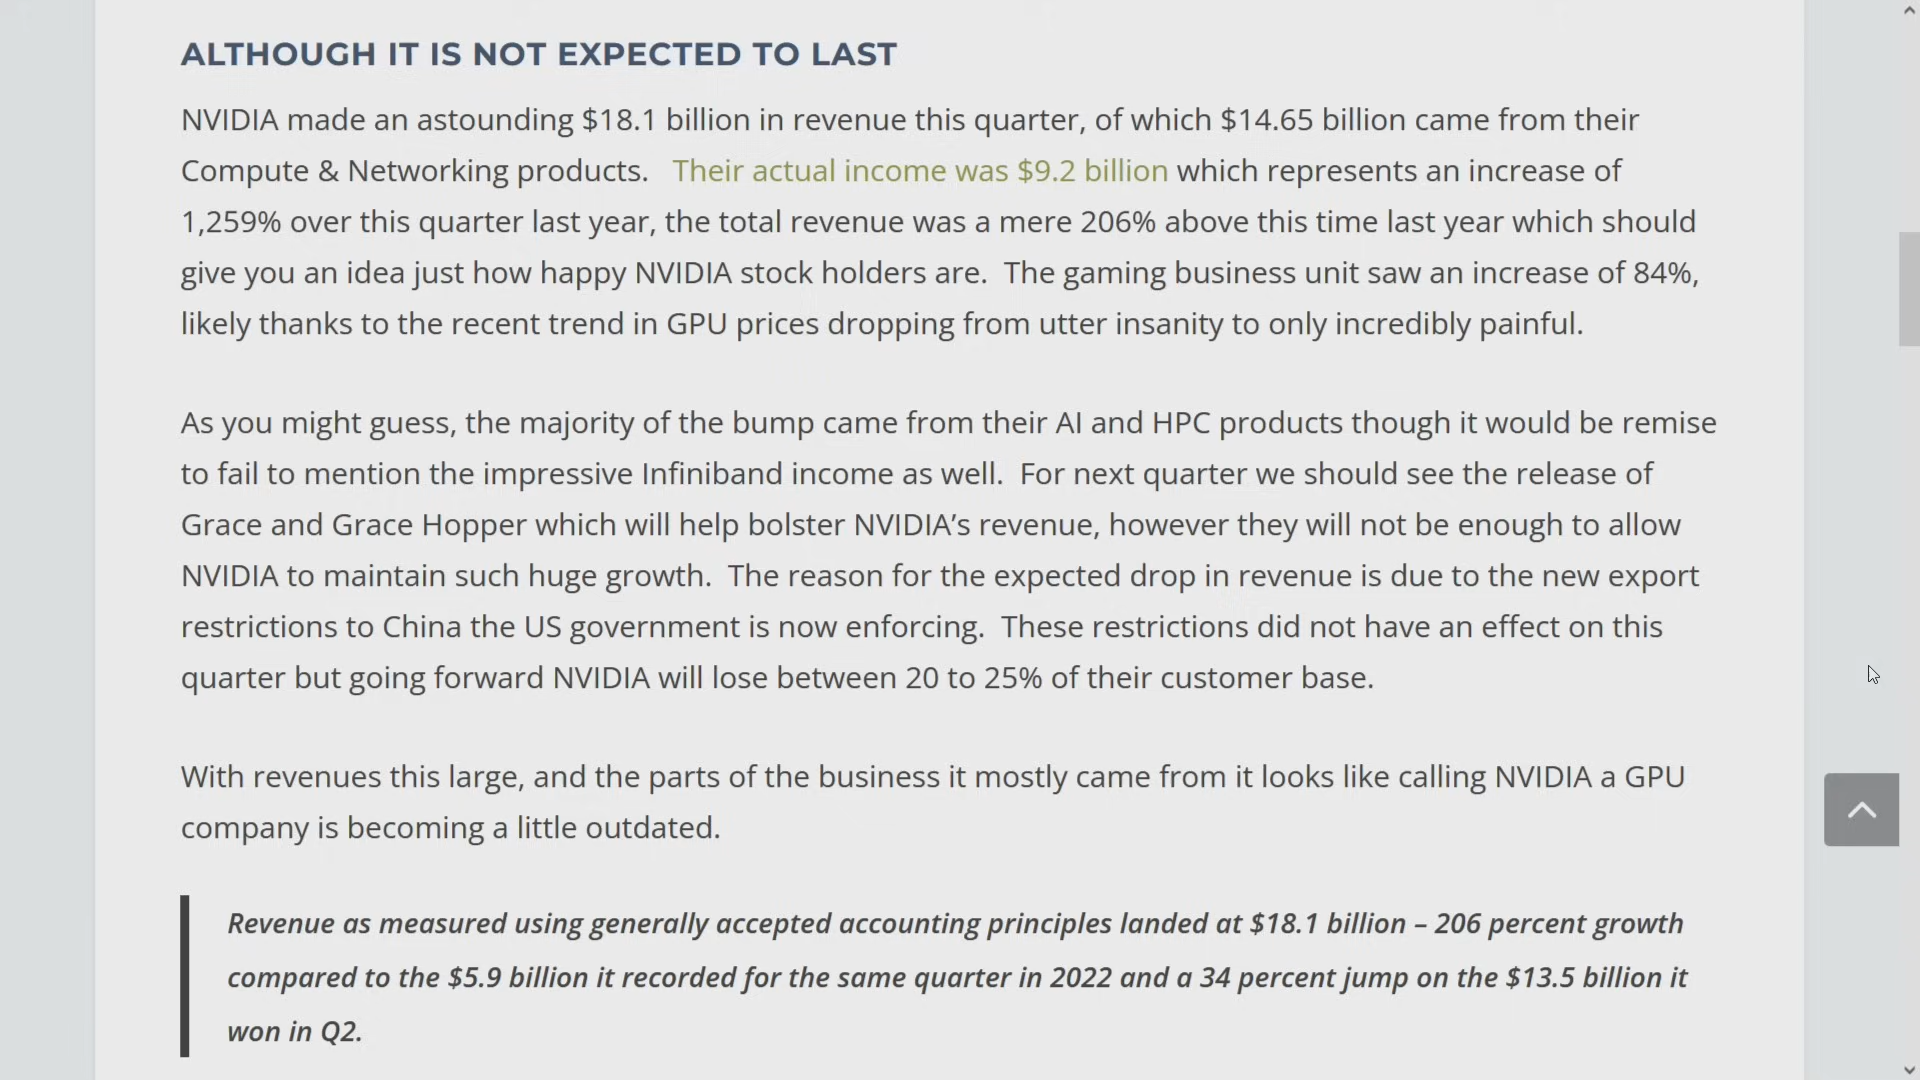 ALTHOUGH IT IS NOT EXPECTED TO LAST
NVIDIA made an astounding $18.1 billion in revenue this quarter, of which $14.65 billion came from their
Compute & Networking products. Their actual income was $9.2 billion which represents an increase of
1,259% over this quarter last year, the total revenue was a mere 206% above this time last year which should
give you an idea just how happy NVIDIA stock holders are. The gaming business unit saw an increase of 84%,
likely thanks to the recent trend in GPU prices dropping from utter insanity to only incredibly painful.
As you might guess, the majority of the bump came from their AI and HPC products though it would be remise
to fail to mention the impressive Infiniband income as well. For next quarter we should see the release of
Grace and Grace Hopper which will help bolster NVIDIA’s revenue, however they will not be enough to allow
NVIDIA to maintain such huge growth. The reason for the expected drop in revenue is due to the new export
restrictions to China the US government is now enforcing. These restrictions did not have an effect on this
quarter but going forward NVIDIA will lose between 20 to 25% of their customer base.
With revenues this large, and the parts of the business it mostly came from it looks like calling NVIDIA a GPU
company is becoming a little outdated.
Revenue as measured using generally accepted accounting principles landed at $18.1 billion – 206 percent growth
compared to the $5.9 billion it recorded for the same quarter in 2022 and a 34 percent jump on the $13.5 billion it
won in Q2.